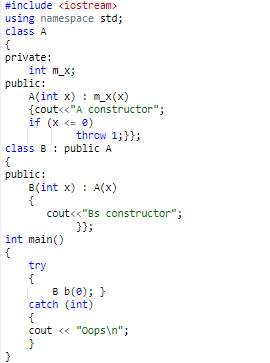 #include <iostream>
using namespace std;
class A
{
private:
    int m_x;
public:
    A(int x) : m_x(x)
    {cout<<"A constructor";
    if (x <= 0)
            throw 1;}};
class B : public A
{
public:
    B(int x) : A(x)
    {
       cout<<"Bs constructor";
            }};
int main()
{
    try
    {
        B b(0); }
    catch (int)
    {
    cout << "Oops\n";
    }
}